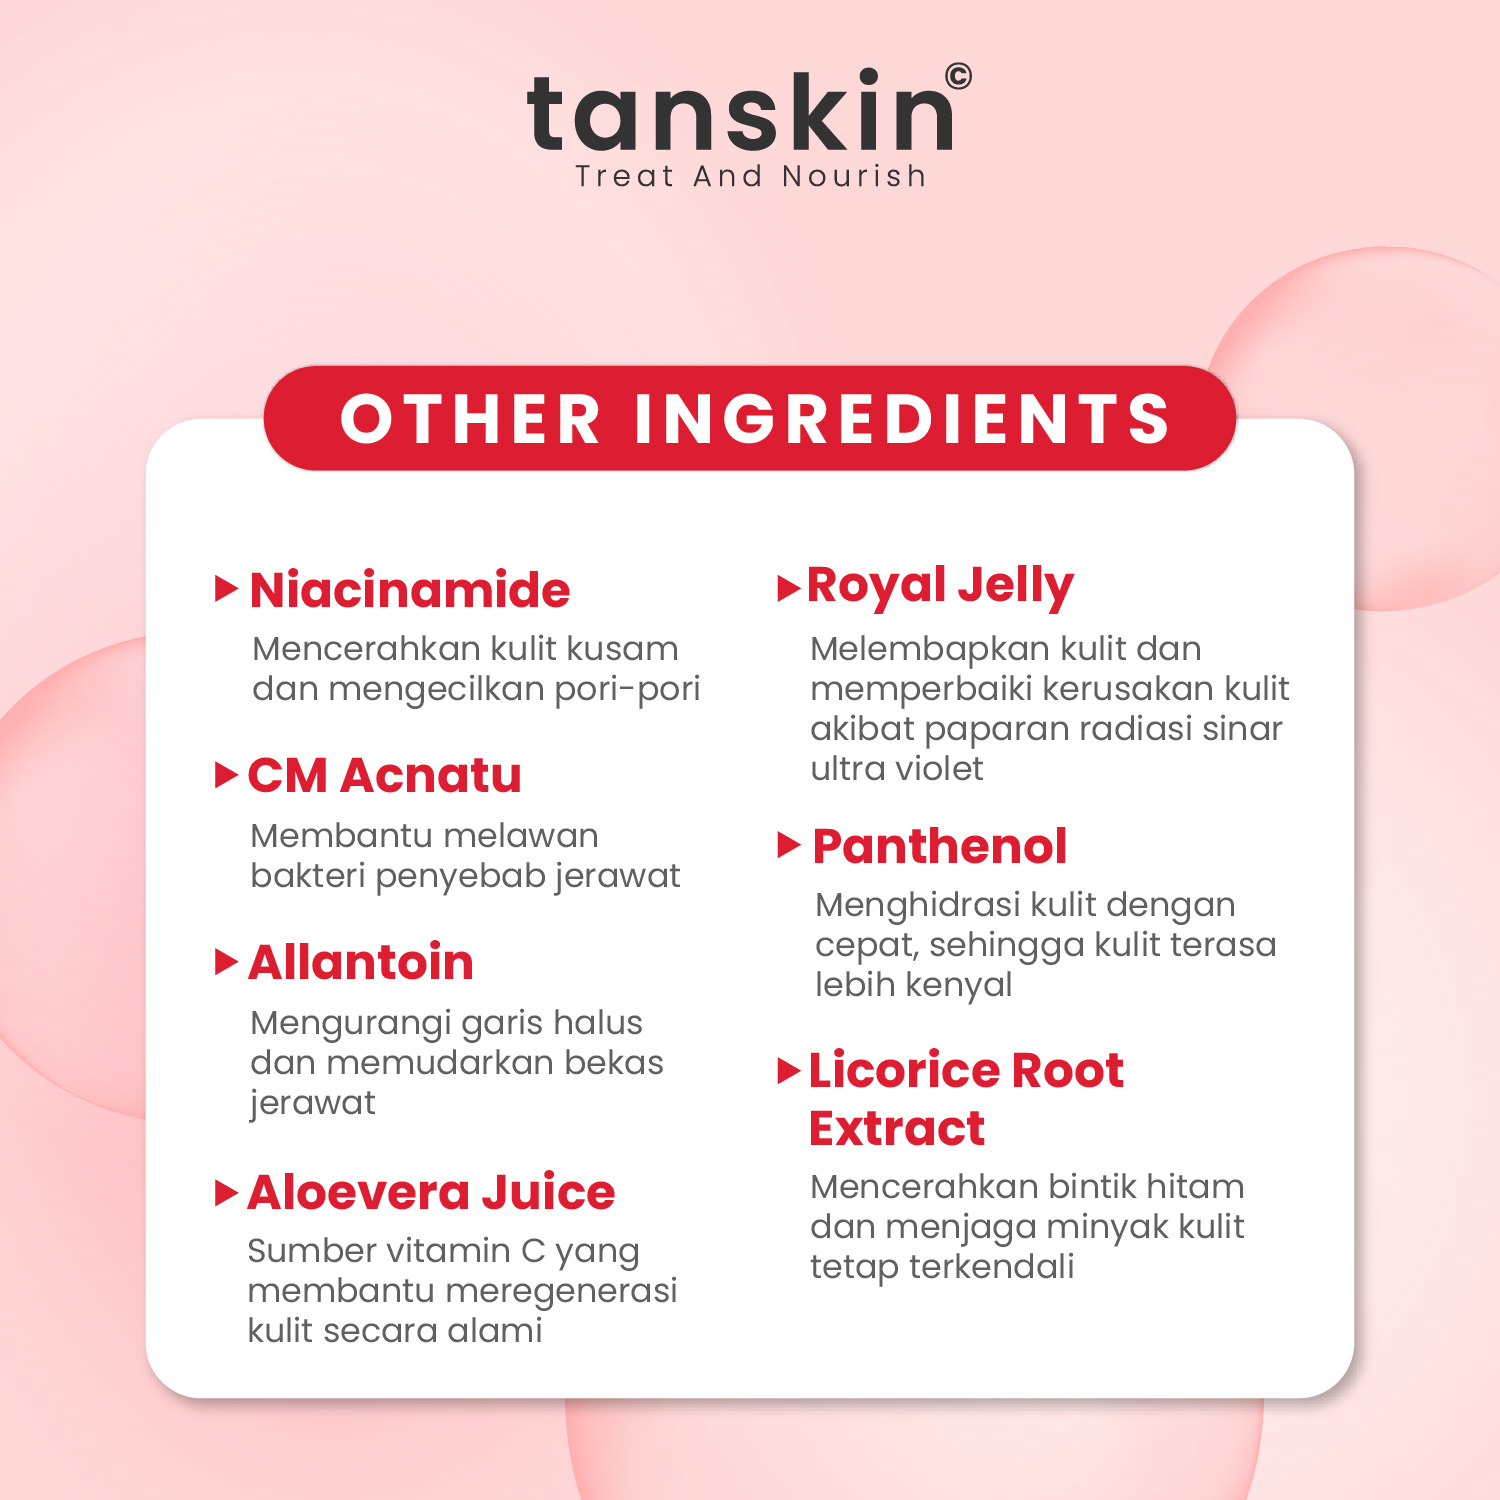 tanskin©
Treat And Nourish
OTHER INGREDIENTS
Niacinamide
Mencerahkan kulit kusam
dan mengecilkan pori-pori
CM Acnatu
Membantu melawan
bakteri penyebab jerawat
Allantoin
Mengurangi garis halus
dan memudarkan bekas
jerawat
Aloevera Juice
Sumber vitamin C yang
membantu meregenerasi
kulit secara alami
Royal Jelly
Melembapkan kulit dan
memperbaiki kerusakan kulit
akibat paparan radiasi sinar
ultra violet
Panthenol
Menghidrasi kulit dengan
cepat, sehingga kulit terasa
lebih kenyal
Licorice Root
Extract
Mencerahkan bintik hitam
dan menjaga minyak kulit
tetap terkendali